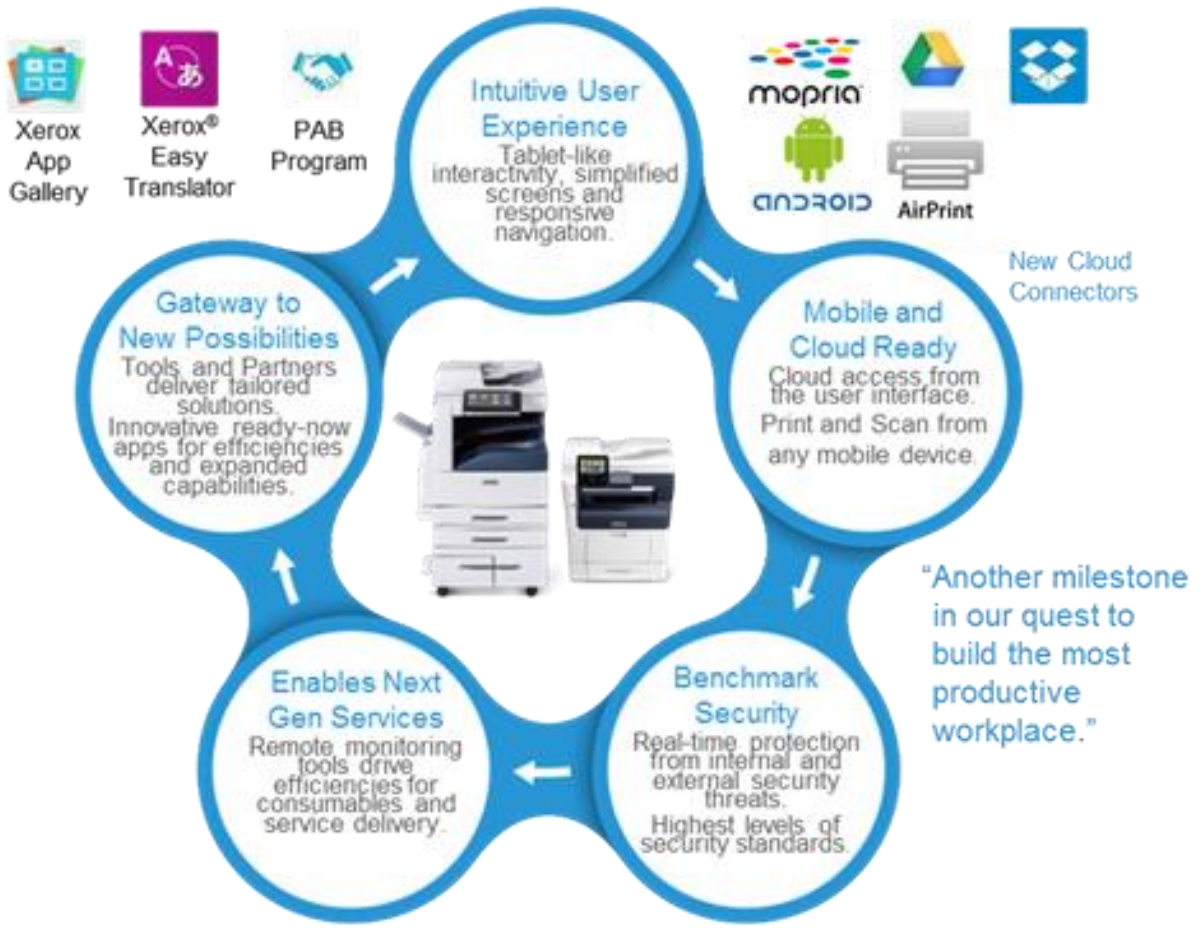 Xerox
App
Gallery
Xerox®
Easy
Translator
PAB
Program
Intuitive User
Experience
Tablet-like
interactivity, simplified
screens and
responsive
navigation.
mopria
ANDROID
AirPrint
New Cloud
Connectors
Mobile and
Cloud Ready
Cloud access from
the user interface.
Print and Scan from
any mobile device.
Benchmark
Security
Real-time protection
from internal and
external security
threats.
Highest levels of
security standards.
Enables Next
Gen Services
Remote monitoring
tools drive
efficiencies for
consumables and
service delivery.
Gateway to
New Possibilities
Tools and Partners
deliver tailored
solutions.
Innovative ready-now
apps for efficiencies
and expanded
capabilities.
“Another milestone
in our quest to
build the most
productive
workplace.”
A
あ